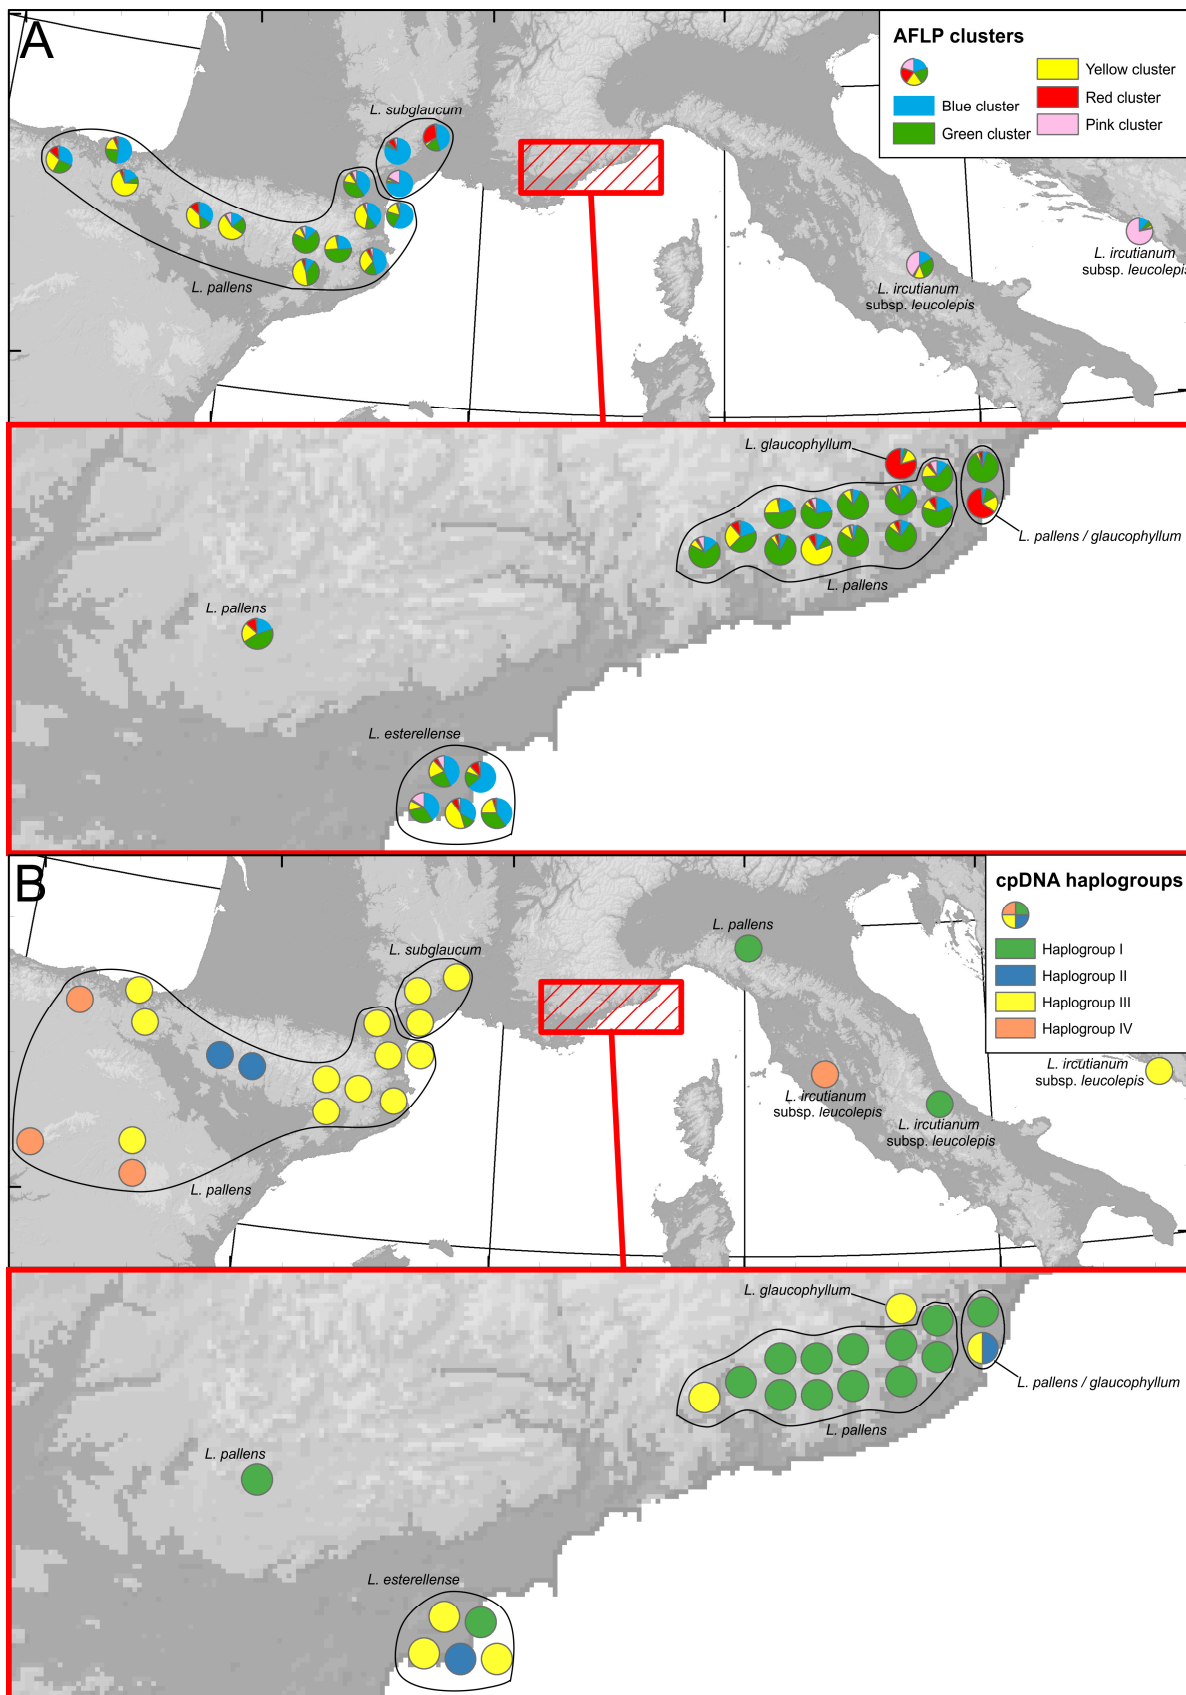 A
AFLP clusters
Blue cluster
Green cluster
Yellow cluster
Red cluster
Pink cluster
L. subglaucum
L. pallens
L. ircutianum
subsp. leucolepis
L. ircutianum
subsp. leucolepis
L. glaucophyllum
L. pallens / glaucophyllum
L. pallens
L. pallens
L. esterellense
B
cpDNA haplogroups
Haplogroup I
Haplogroup II
Haplogroup III
Haplogroup IV
L. pallens
L. subglaucum
L. ircutianum
subsp. leucolepis
L. ircutianum
subsp. leucolepis
L. ircutianum
subsp. leucolepis
L. pallens
L. glaucophyllum
L. pallens / glaucophyllum
L. pallens
L. pallens
L. esterellense